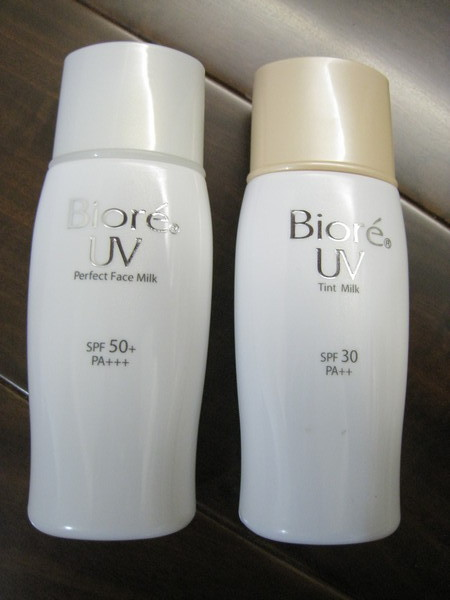 Bioré®
UV
Perfect Face Milk
SPF 50+
PA+++
Bioré®
UV
Tint Milk
SPF 30
PA++